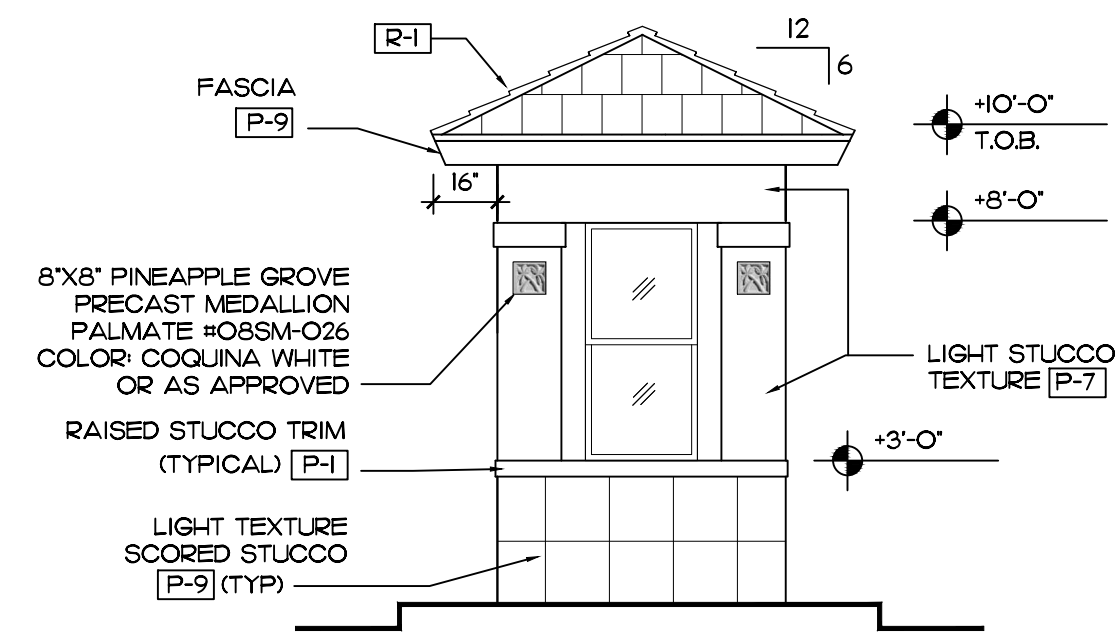 R-1
12
6
FASCIA
P-9
+10'-0"
T.O.B.
16"
+8'-0"
8"X8" PINEAPPLE GROVE
PRECAST MEDALLION
PALMATE #08SM-026
COLOR: COQUINA WHITE
OR AS APPROVED
LIGHT STUCCO
TEXTURE P-7
RAISED STUCCO TRIM
(TYPICAL) P-1
+3'-0"
LIGHT TEXTURE
SCORED STUCCO
P-9 (TYP)